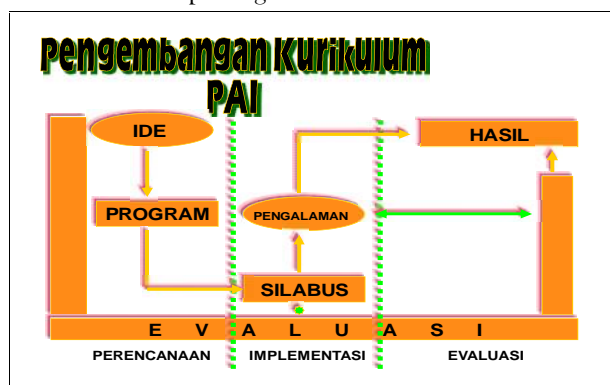 Pengembangan Kurikulum
PAI
IDE
HASIL
PROGRAM
PENGALAMAN
SILABUS
E V A L U A S I
PERENCANAAN IMPLEMENTASI EVALUASI